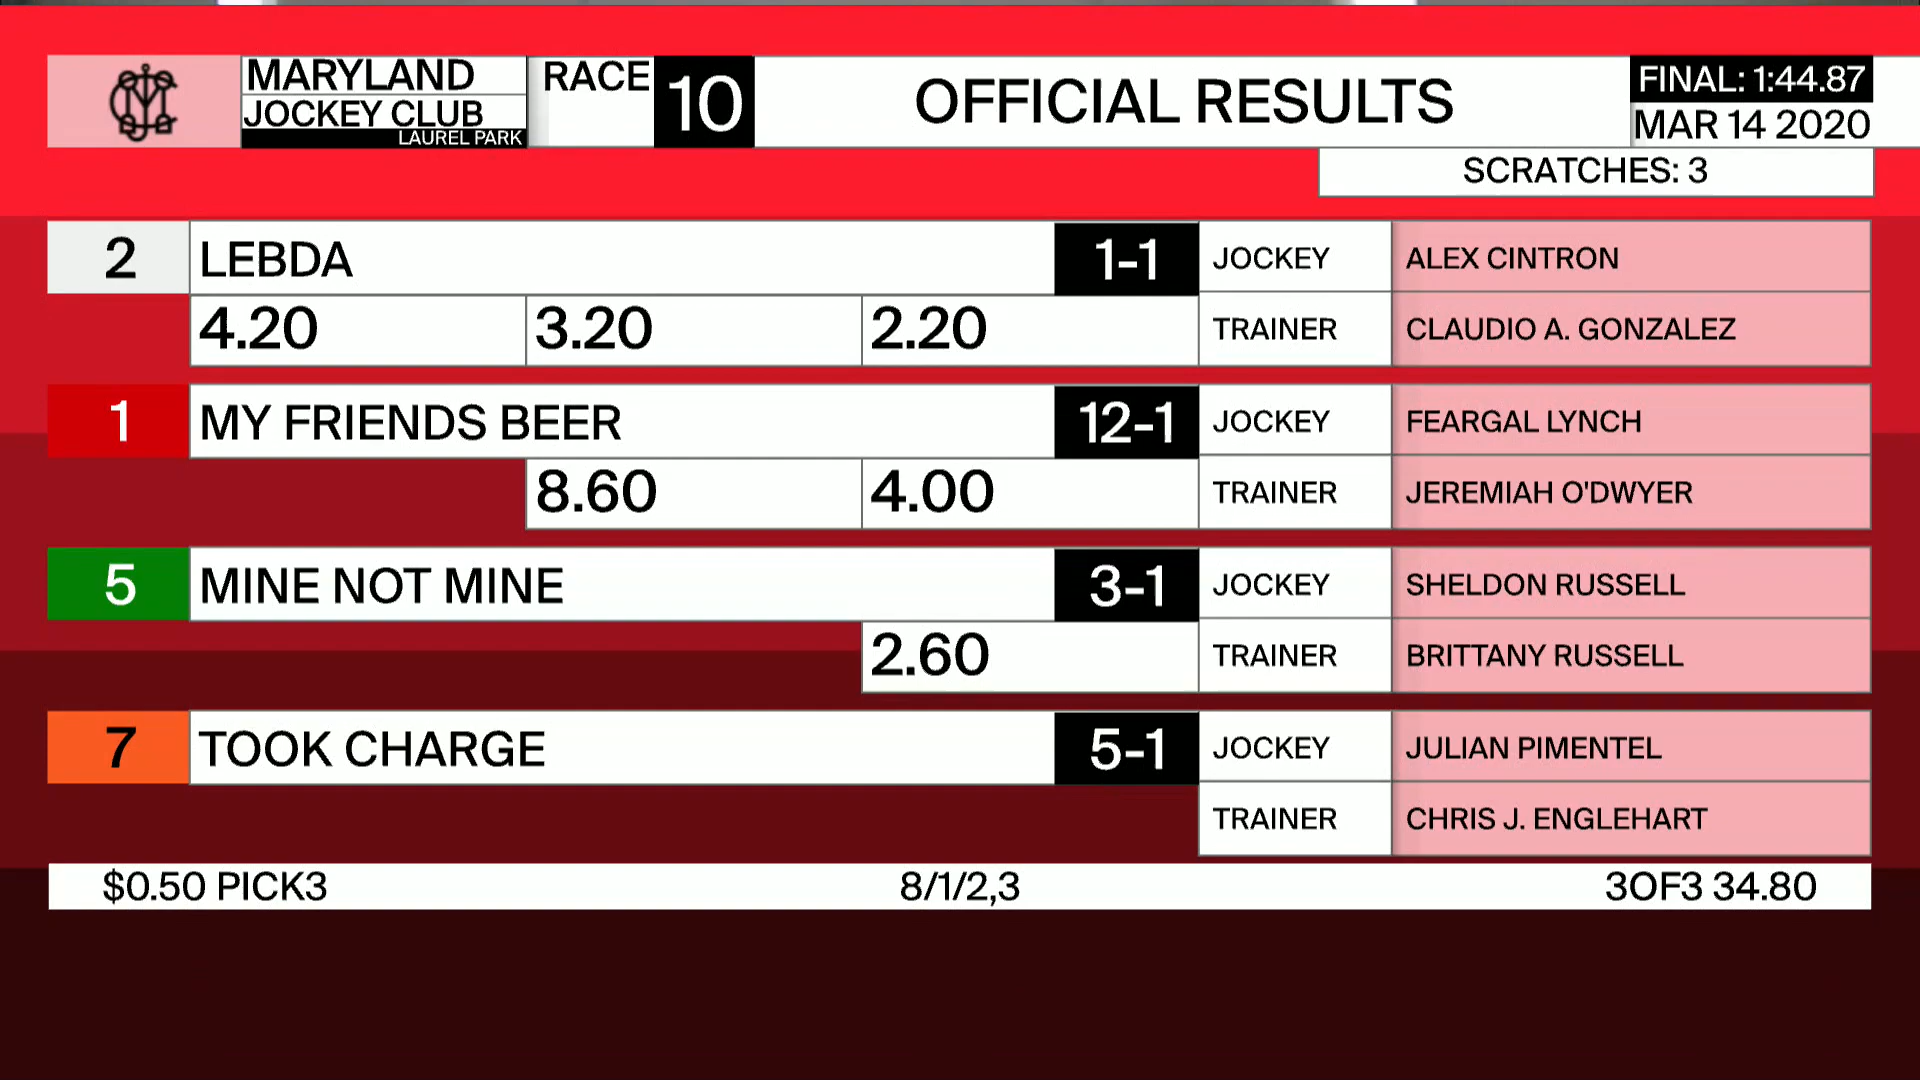 MARYLAND
JOCKEY CLUB
LAUREL PARK
RACE 10
OFFICIAL RESULTS
FINAL: 1:44.87
MAR 14 2020
SCRATCHES: 3
2 LEBDA 1-1 JOCKEY ALEX CINTRON
4.20 3.20 2.20 TRAINER CLAUDIO A. GONZALEZ
1 MY FRIENDS BEER 12-1 JOCKEY FEARGAL LYNCH
8.60 4.00 TRAINER JEREMIAH O'DWYER
5 MINE NOT MINE 3-1 JOCKEY SHELDON RUSSELL
2.60 TRAINER BRITTANY RUSSELL
7 TOOK CHARGE 5-1 JOCKEY JULIAN PIMENTEL
TRAINER CHRIS J. ENGLEHART
$0.50 PICK3 8/1/2,3 3OF3 34.80